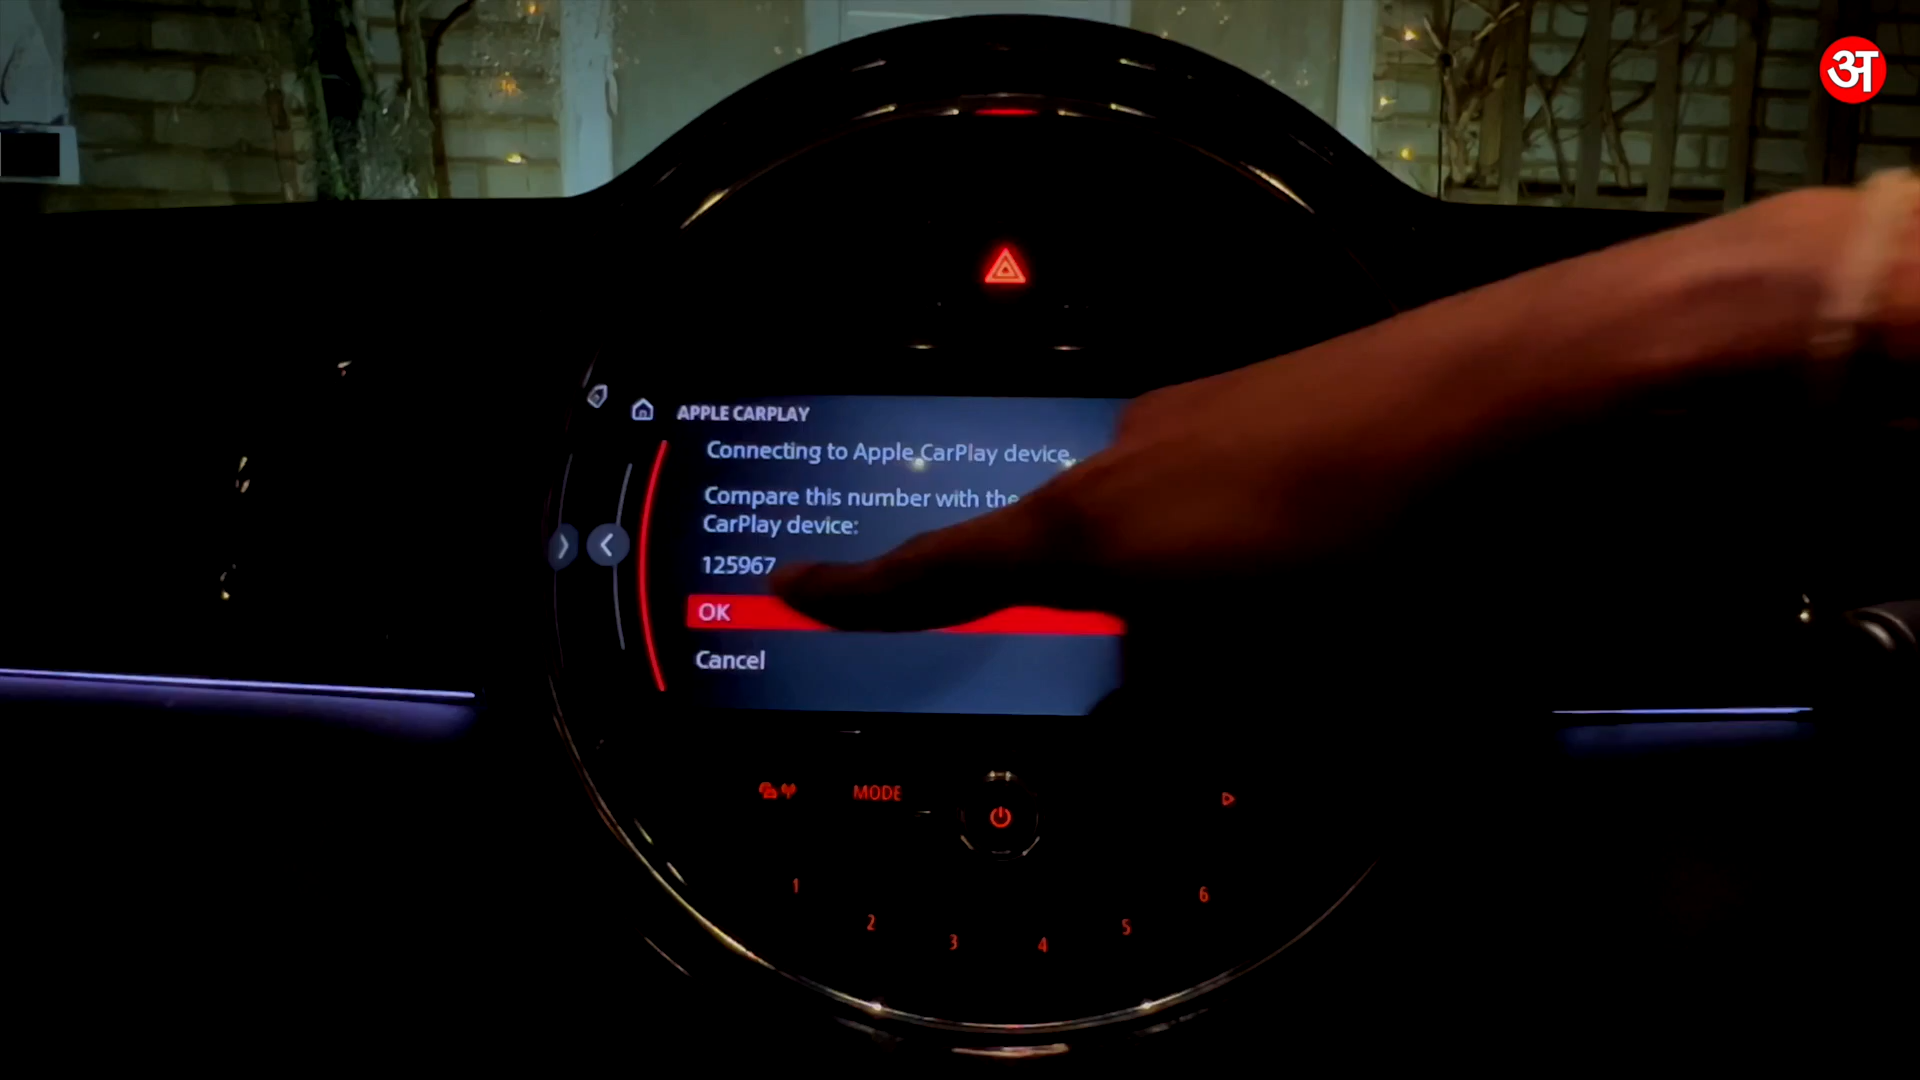 अ
APPLE CARPLAY
Connecting to Apple CarPlay device.
Compare this number with the
CarPlay device:
125967
OK
Cancel
MODE
1
2
3
4
5
6